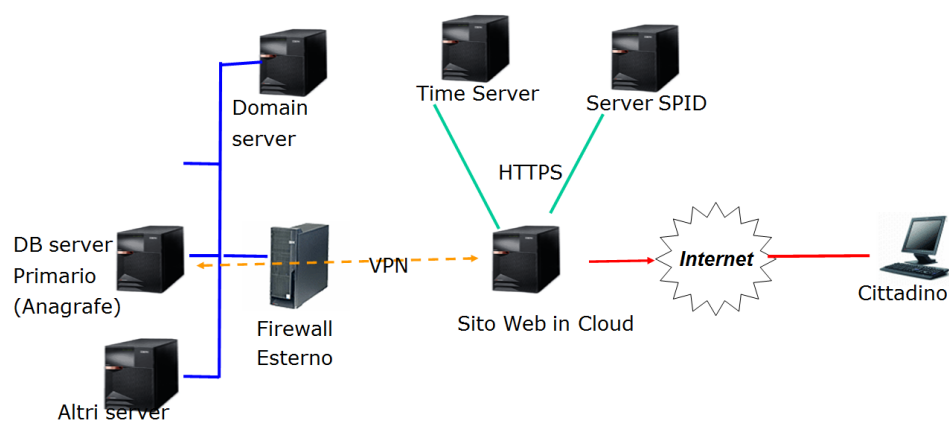 Domain
server
Time Server
Server SPID
HTTPS
DB server
Primario
(Anagrafe)
VPN
Internet
Cittadino
Firewall
Esterno
Sito Web in Cloud
Altri server